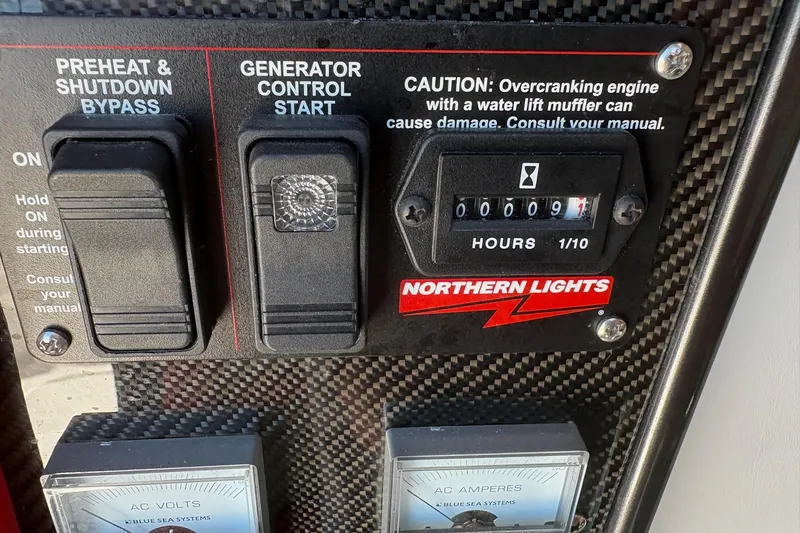 PREHEAT &
SHUTDOWN
BYPASS
ON
Hold
ON
during
starting
Consul
your
manual
GENERATOR
CONTROL
START
CAUTION: Overcranking engine
with a water lift muffler can
cause damage. Consult your manual.
0 0 0 0 9 1
HOURS 1/10
NORTHERN LIGHTS
®
AC VOLTS
BLUE SEA SYSTEMS
AC AMPERES
BLUE SEA SYSTEMS